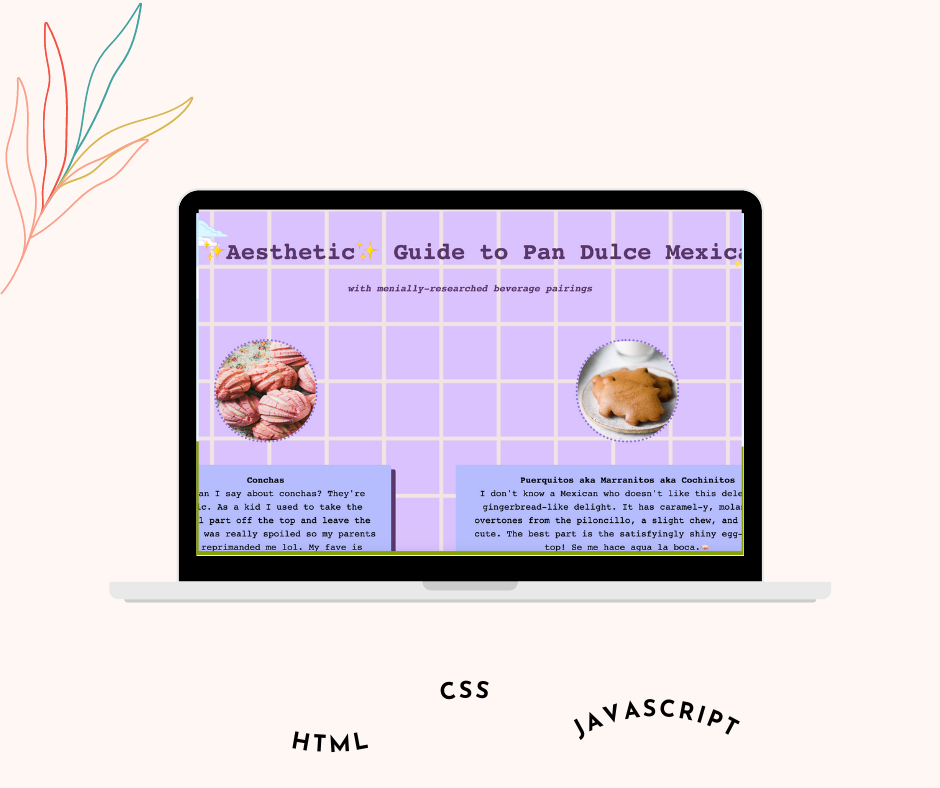 ✨Aesthetic✨ Guide to Pan Dulce Mexica
with menially-researched beverage pairings
Conchas
an I say about conchas? They're
ic. As a kid I used to take the
l part off the top and leave the
was really spoiled so my parents
reprimanded me lol. My fave is
Puerquitos aka Marranitos aka Cochinitos
I don't know a Mexican who doesn't like this dele
gingerbread-like delight. It has caramel-y, mola
overtones from the piloncillo, a slight chew, and
cute. The best part is the satisfyingly shiny egg-
top! Se me hace agua la boca.
CSS
HTML
JAVASCRIPT